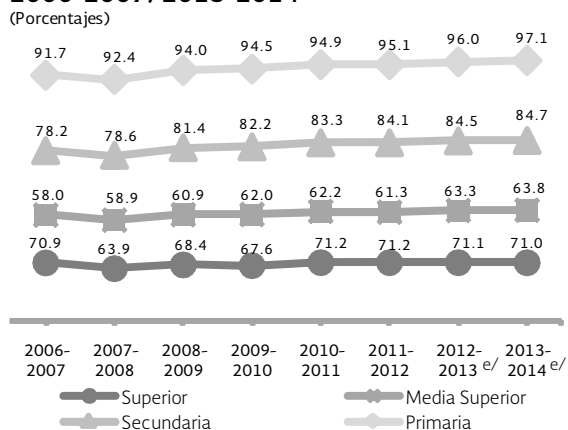 (Porcentajes)
91.7 92.4 94.0 94.5 94.9 95.1 96.0 97.1
78.2 78.6 81.4 82.2 83.3 84.1 84.5 84.7
58.0 58.9 60.9 62.0 62.2 61.3 63.3 63.8
70.9 63.9 68.4 67.6 71.2 71.2 71.1 71.0
2006- 2007- 2008- 2009- 2010- 2011- 2012- 2013-
2007 2008 2009 2010 2011 2012 2013 e/ 2014 e/
Superior Media Superior
Secundaria Primaria